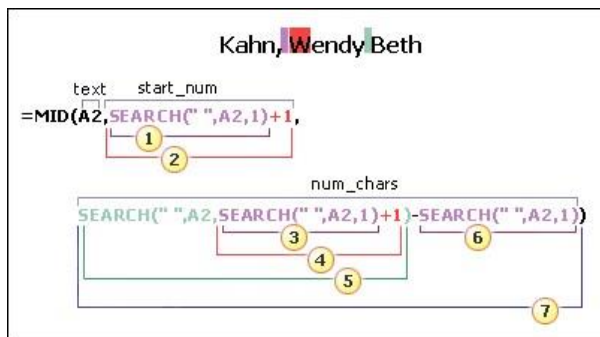 Kahn, Wendy Beth
text start_num
=MID(A2,SEARCH(" ",A2,1)+1,
1
2
num_chars
SEARCH(" ",A2,SEARCH(" ",A2,1)+1)-SEARCH(" ",A2,1))
3 6
4
5
7